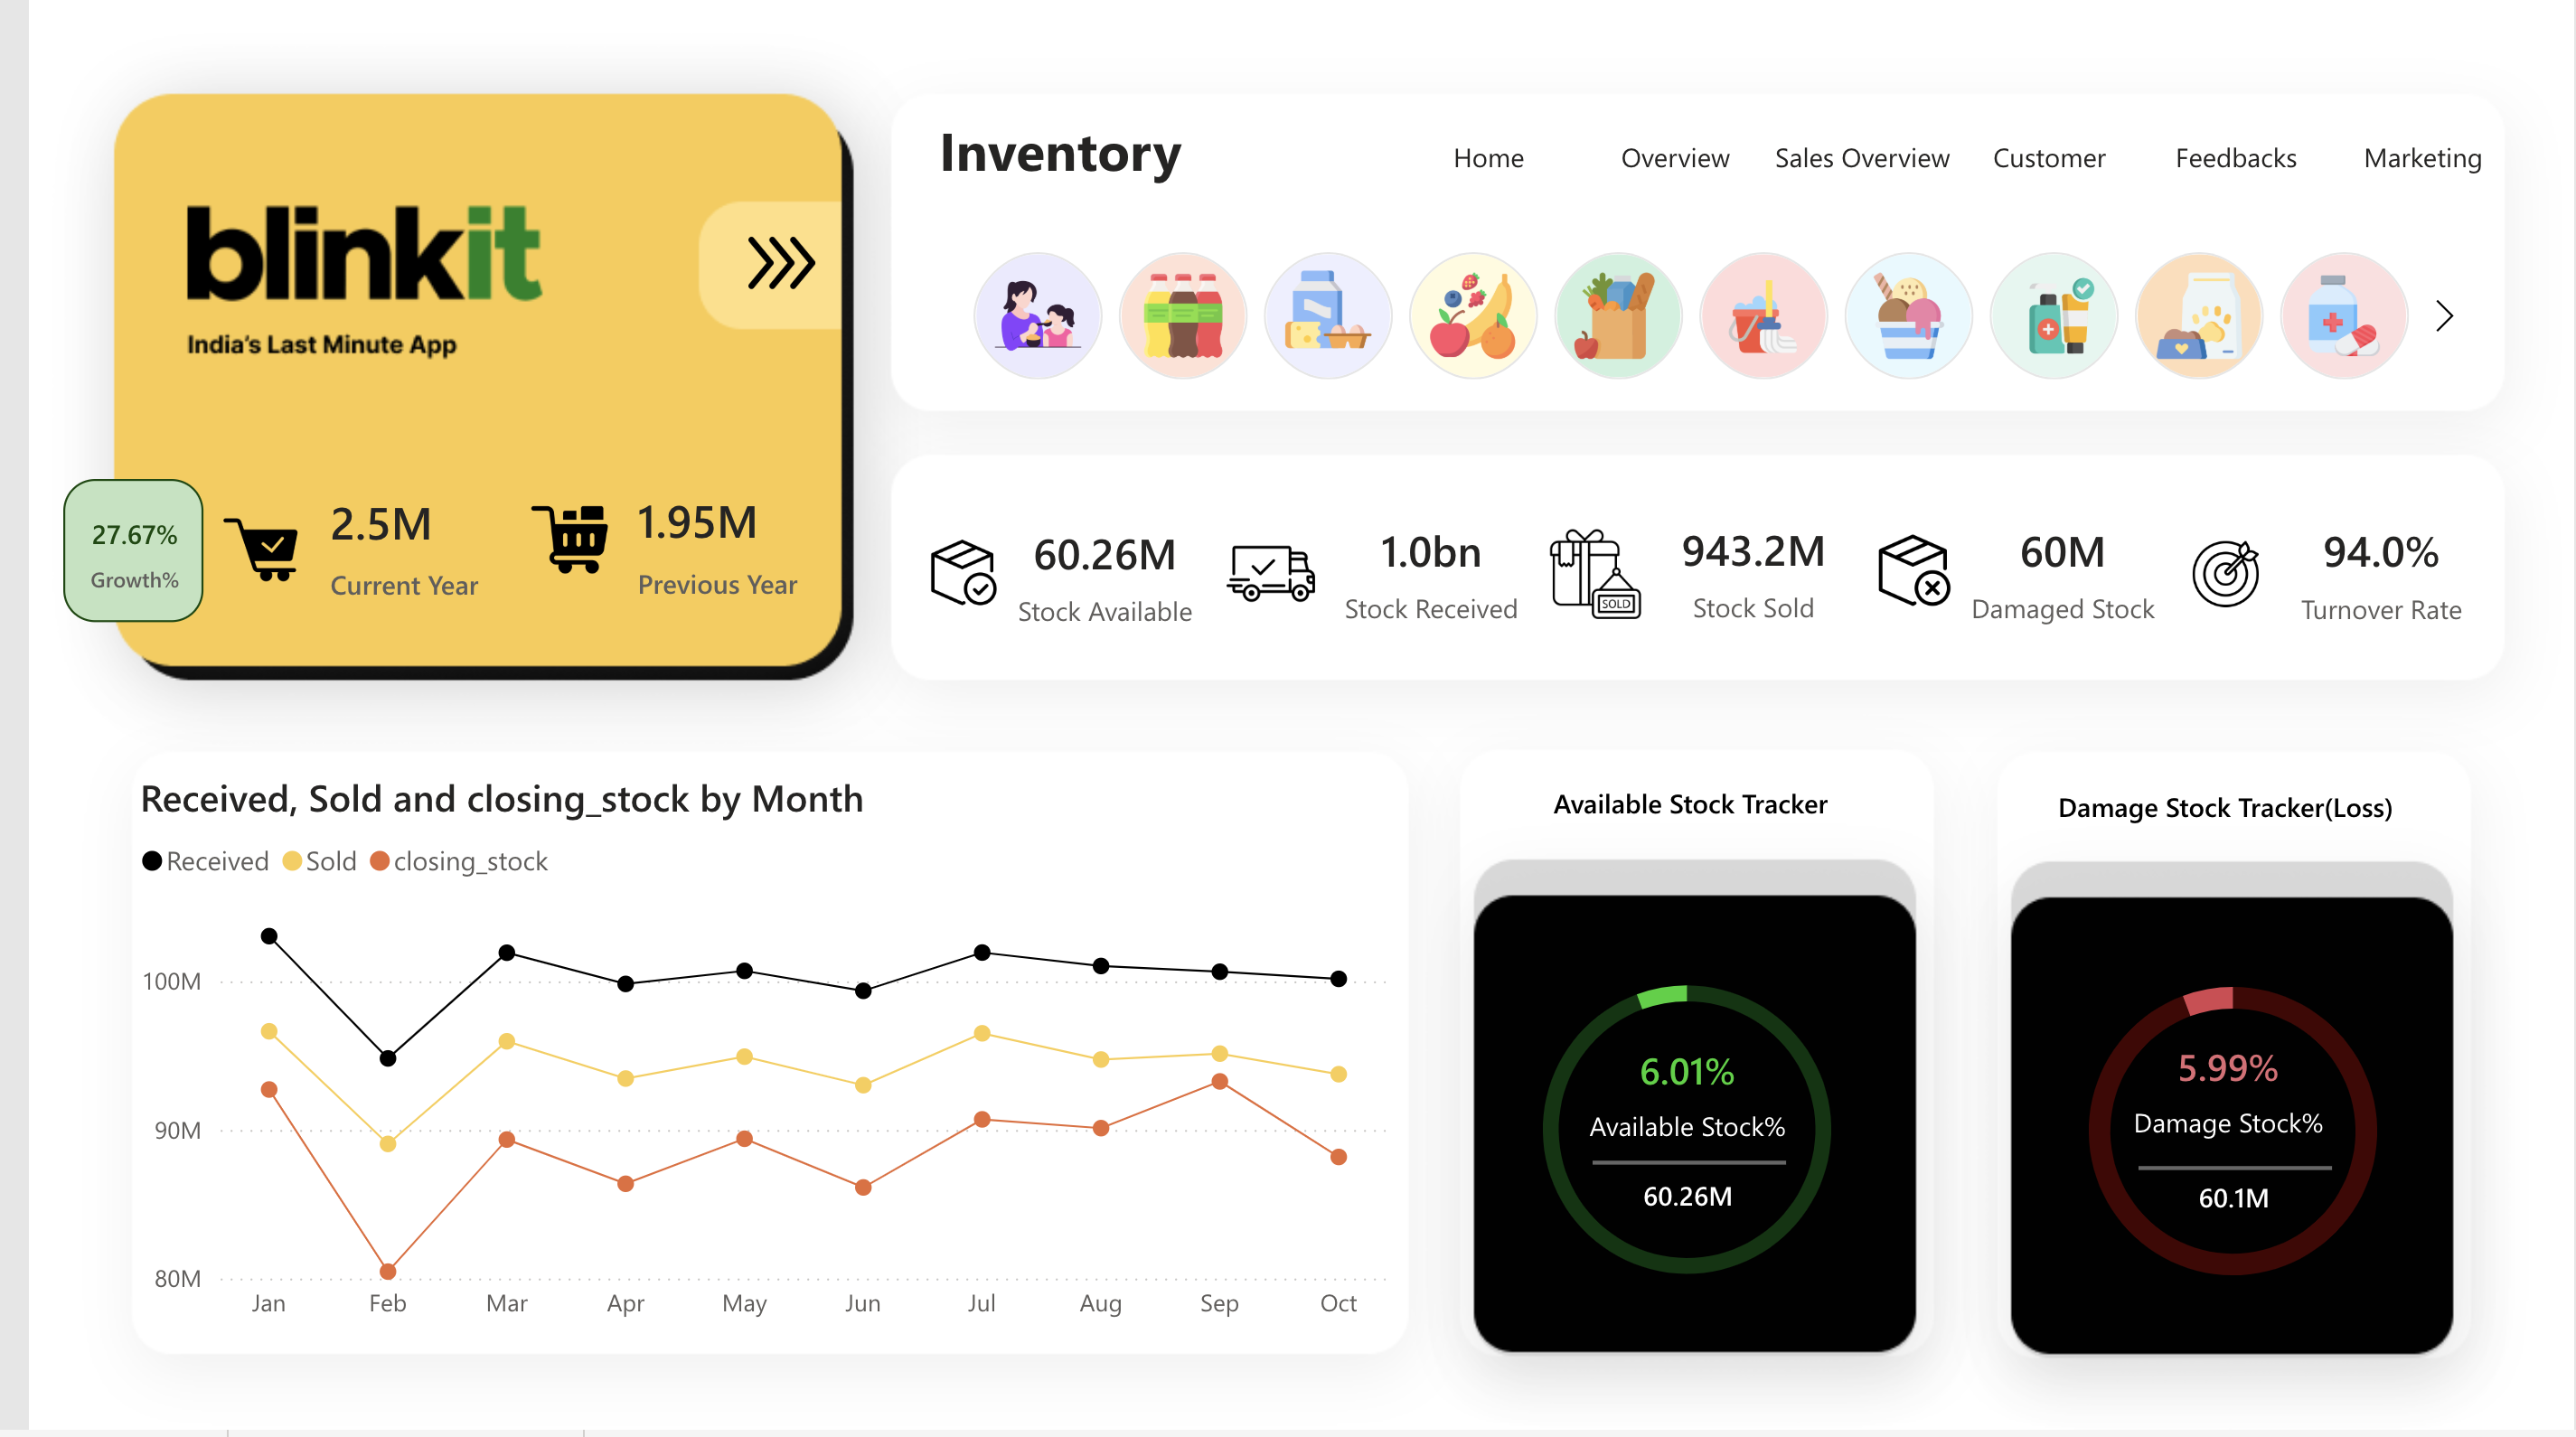 blinkit
India's Last Minute App
27.67%
Growth%
2.5M
Current Year
1.95M
Previous Year
Inventory
Home Overview Sales Overview Customer Feedbacks Marketing
60.26M
Stock Available
1.0bn
Stock Received
SOLD
943.2M
Stock Sold
60M
Damaged Stock
94.0%
Turnover Rate
Received, Sold and closing_stock by Month
Received Sold closing_stock
100M
90M
80M
Jan Feb Mar Apr May Jun Jul Aug Sep Oct
Available Stock Tracker
6.01%
Available Stock%
60.26M
Damage Stock Tracker(Loss)
5.99%
Damage Stock%
60.1M